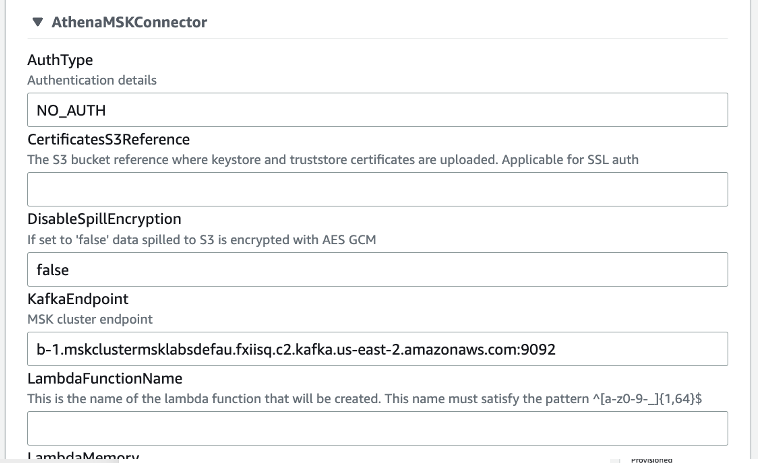 ▼ AthenaMSKConnector
AuthType
Authentication details
NO_AUTH
CertificatesS3Reference
The S3 bucket reference where keystore and truststore certificates are uploaded. Applicable for SSL auth
DisableSpillEncryption
If set to 'false' data spilled to S3 is encrypted with AES GCM
false
KafkaEndpoint
MSK cluster endpoint
b-1.mskclustermsklabsdefau.fxiisq.c2.kafka.us-east-2.amazonaws.com:9092
LambdaFunctionName
This is the name of the lambda function that will be created. This name must satisfy the pattern ^[a-z0-9-_]{1,64}$
LambdaMemory
Provisioned